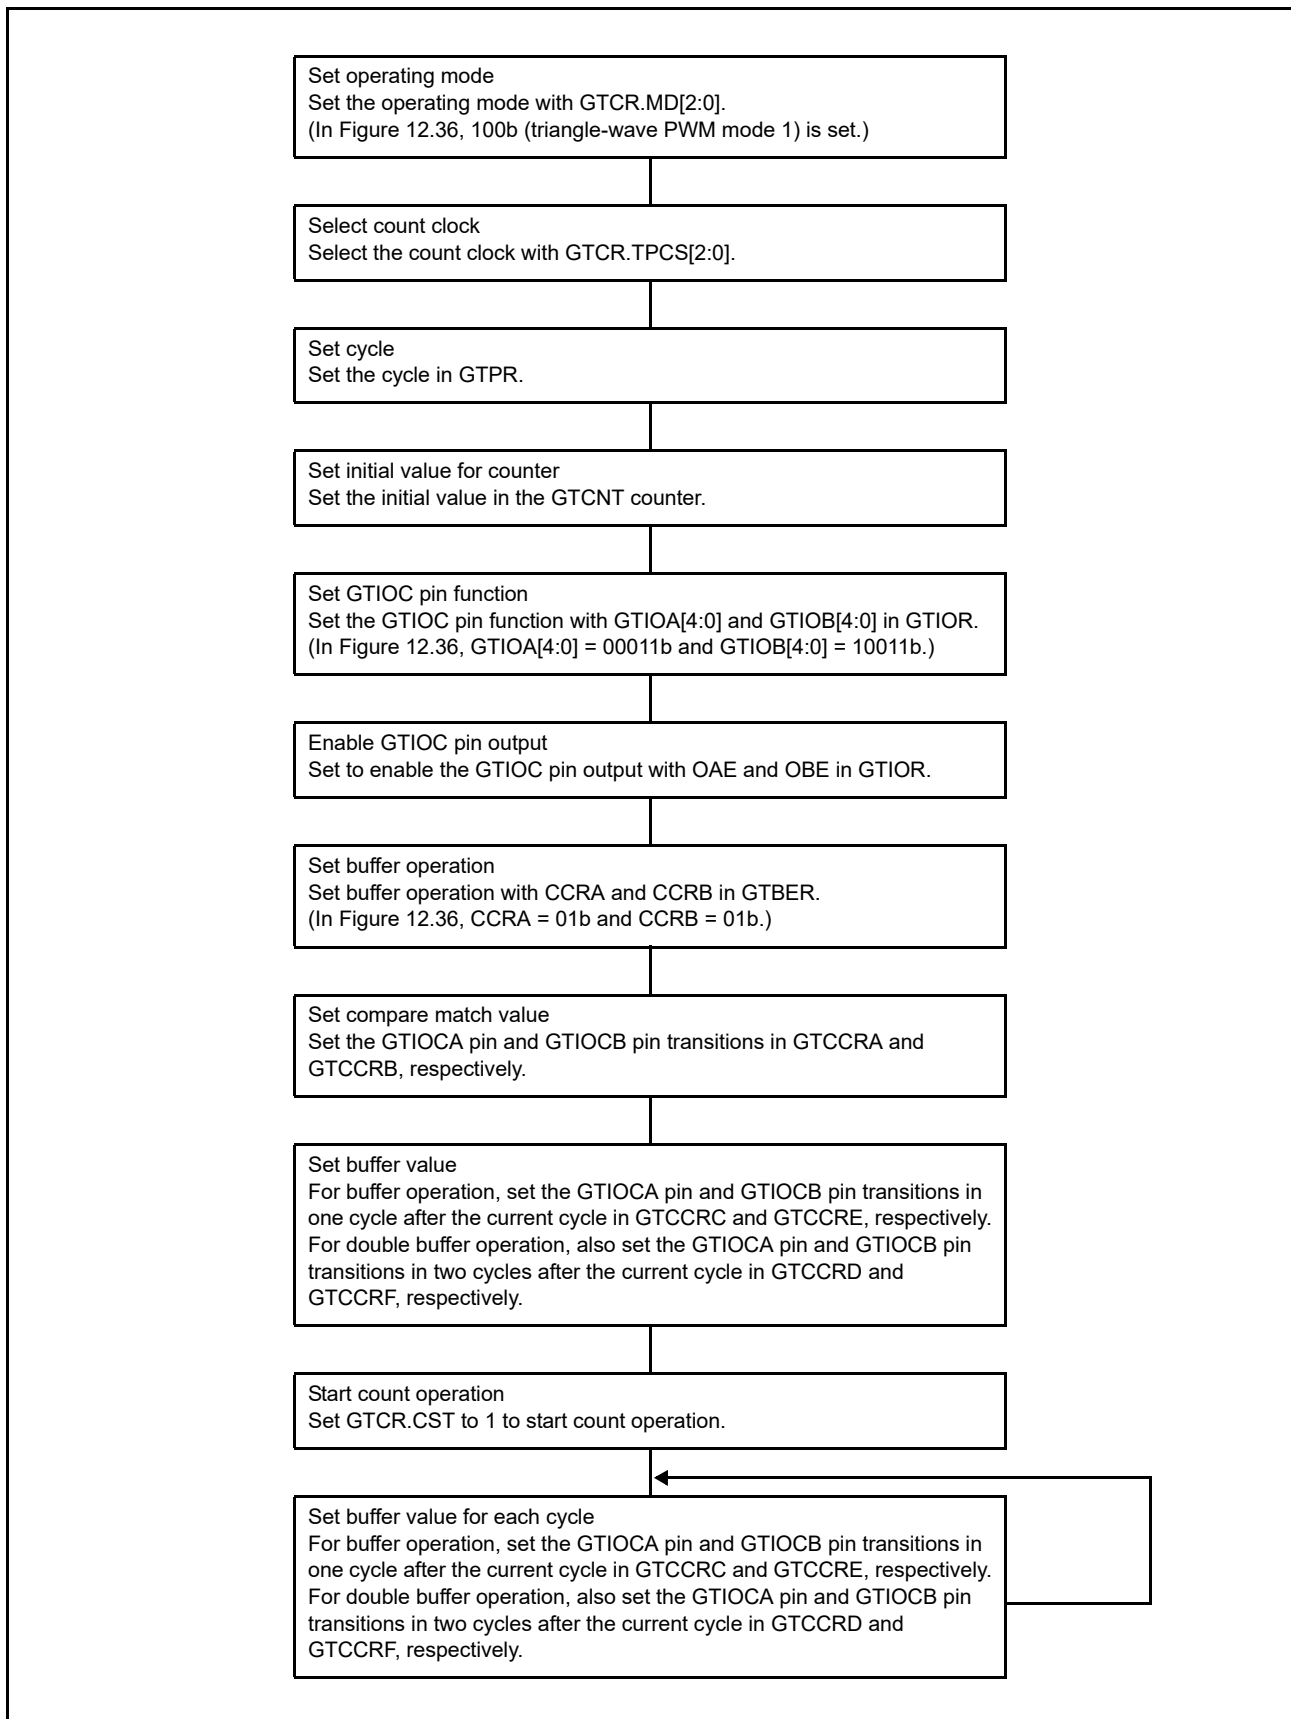 Set operating mode
Set the operating mode with GTCR.MD[2:0].
(In Figure 12.36, 100b (triangle-wave PWM mode 1) is set.)
Select count clock
Select the count clock with GTCR.TPCS[2:0].
Set cycle
Set the cycle in GTPR.
Set initial value for counter
Set the initial value in the GTCNT counter.
Set GTIOC pin function
Set the GTIOC pin function with GTIOA[4:0] and GTIOB[4:0] in GTIOR.
(In Figure 12.36, GTIOA[4:0] = 00011b and GTIOB[4:0] = 10011b.)
Enable GTIOC pin output
Set to enable the GTIOC pin output with OAE and OBE in GTIOR.
Set buffer operation
Set buffer operation with CCRA and CCRB in GTBER.
(In Figure 12.36, CCRA = 01b and CCRB = 01b.)
Set compare match value
Set the GTIOCA pin and GTIOCB pin transitions in GTCCRA and
GTCCRB, respectively.
Set buffer value
For buffer operation, set the GTIOCA pin and GTIOCB pin transitions in
one cycle after the current cycle in GTCCRC and GTCCRE, respectively.
For double buffer operation, also set the GTIOCA pin and GTIOCB pin
transitions in two cycles after the current cycle in GTCCRD and
GTCCRF, respectively.
Start count operation
Set GTCR.CST to 1 to start count operation.
Set buffer value for each cycle
For buffer operation, set the GTIOCA pin and GTIOCB pin transitions in
one cycle after the current cycle in GTCCRC and GTCCRE, respectively.
For double buffer operation, also set the GTIOCA pin and GTIOCB pin
transitions in two cycles after the current cycle in GTCCRD and
GTCCRF, respectively.